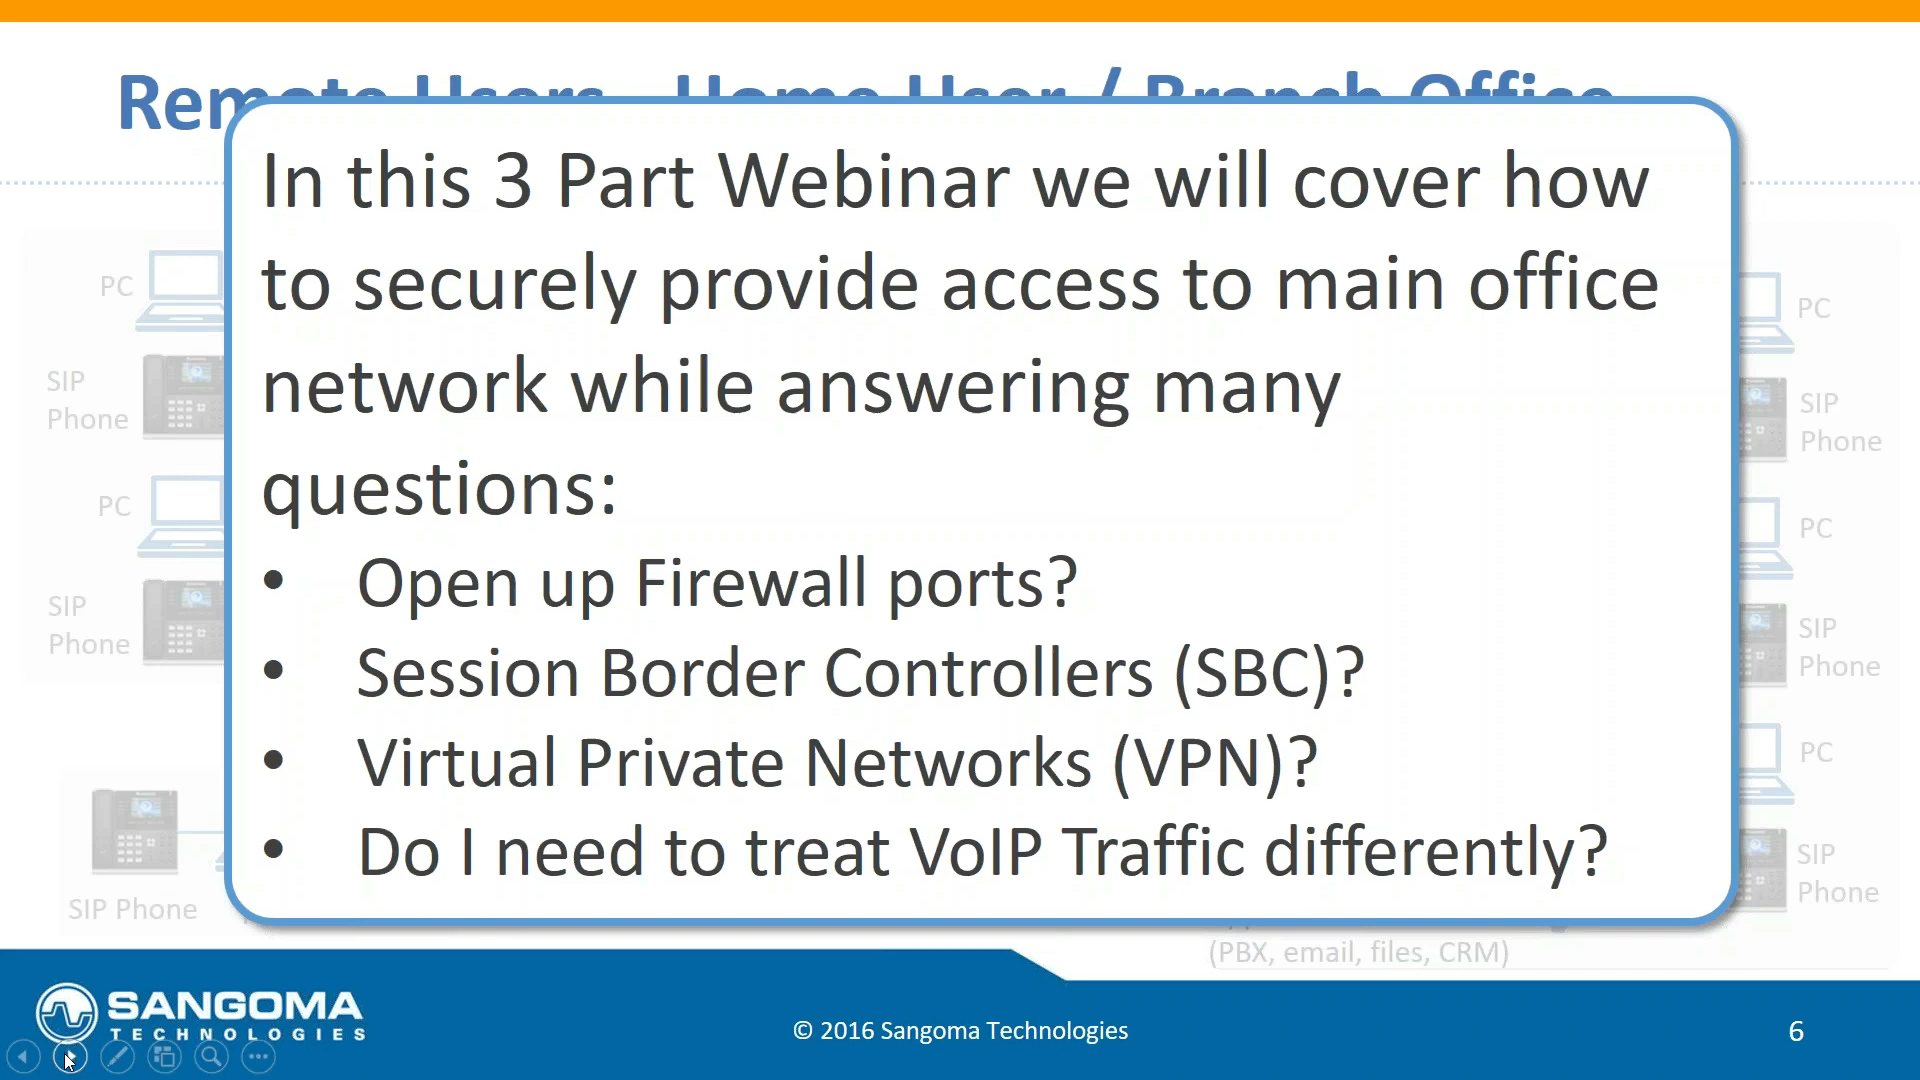 Remote Users - Home User / Branch Office
In this 3 Part Webinar we will cover how
to securely provide access to main office
network while answering many
questions:
• Open up Firewall ports?
• Session Border Controllers (SBC)?
• Virtual Private Networks (VPN)?
• Do I need to treat VoIP Traffic differently?
PC
SIP
Phone
PC
SIP
Phone
SIP Phone
PC
SIP
Phone
PC
SIP
Phone
PC
SIP
Phone
(PBX, email, files, CRM)
SANGOMA
TECHNOLOGIES
© 2016 Sangoma Technologies
6